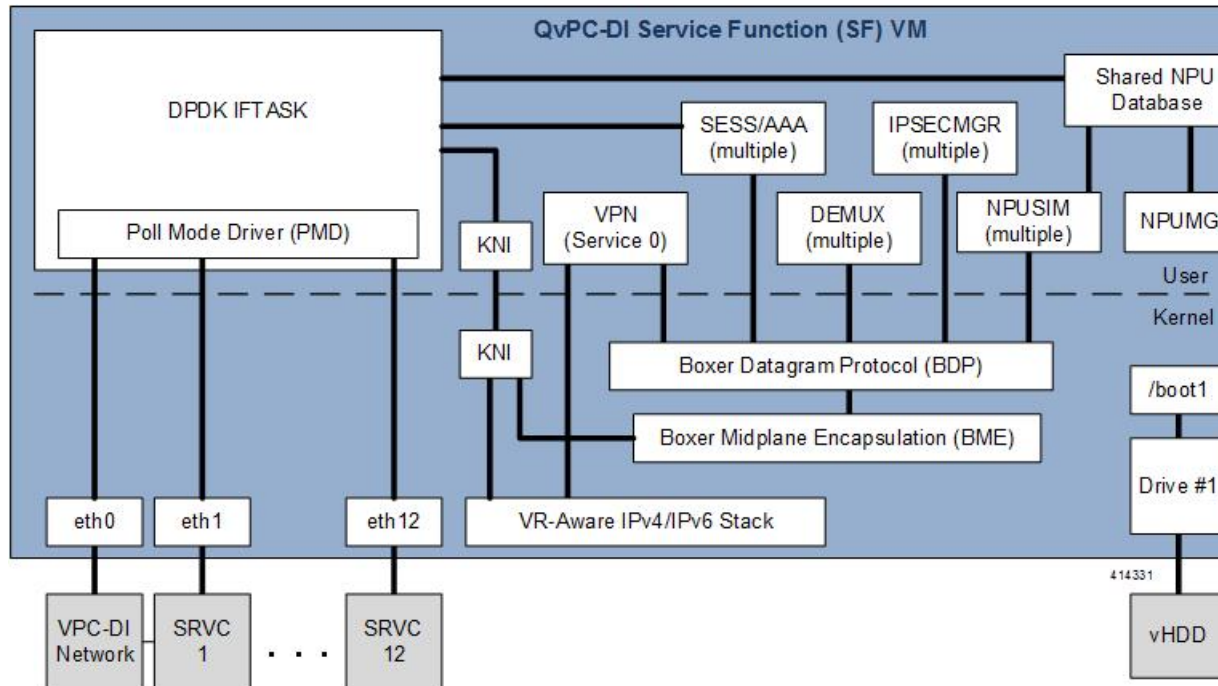 QvPC-DI Service Function (SF) VM
DPDK IFTASK
Poll Mode Driver (PMD)
Shared NPU
Database
SESS/AAA
(multiple)
IPSECMGR
(multiple)
KNI
VPN
(Service 0)
DEMUX
(multiple)
NPUSIM
(multiple)
NPUMG
User
Kernel
KNI
Boxer Datagram Protocol (BDP)
/boot1
Boxer Midplane Encapsulation (BME)
Drive #1
eth0
eth1
eth12
VR-Aware IPv4/IPv6 Stack
414331
VPC-DI
Network
SRVC
1
. . .
SRVC
12
vHDD